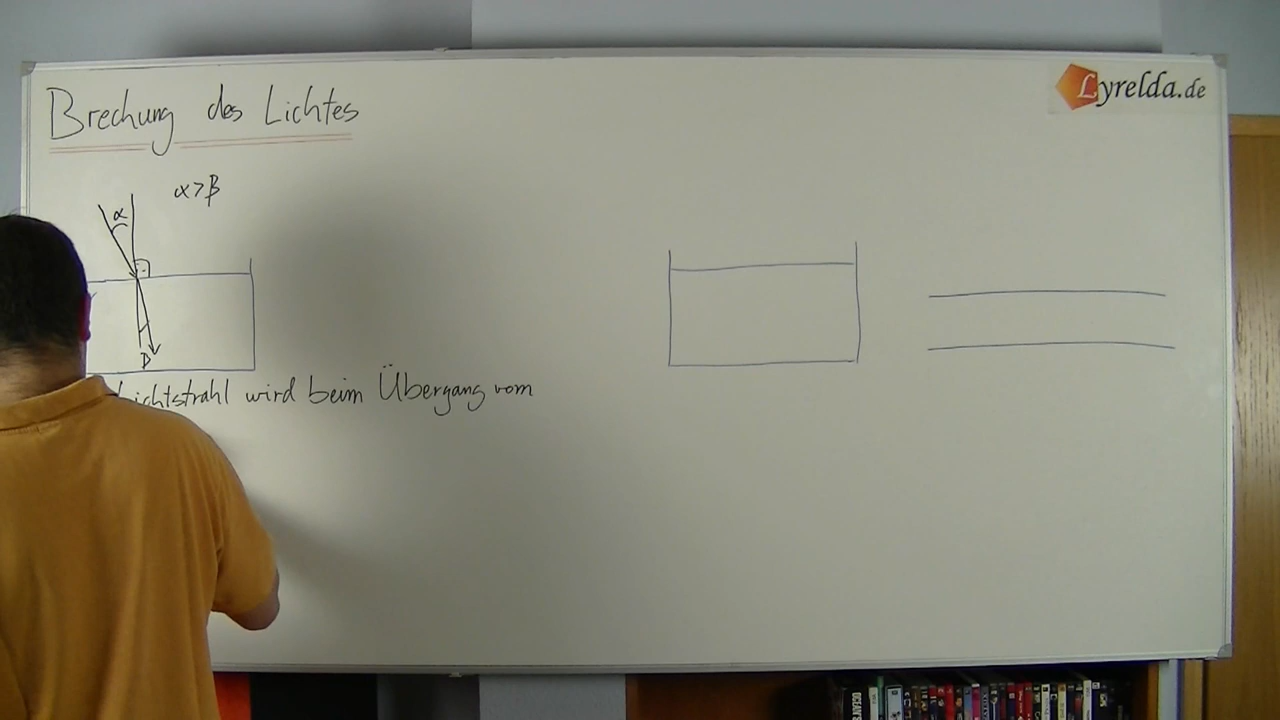 Brechung des Lichtes
Lyrelda.de
α > β
α
β
Lichtstrahl wird beim Übergang vom